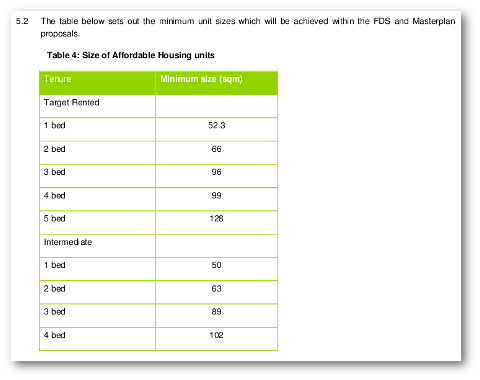 5.2 The table below sets out the minimum unit sizes which will be achieved within the FDS and Masterplan
proposals.
Table 4: Size of Affordable Housing units
Tenure Minimum size (sqm)
Target Rented
1 bed 52.3
2 bed 66
3 bed 96
4 bed 99
5 bed 128
Intermediate
1 bed 50
2 bed 63
3 bed 89
4 bed 102